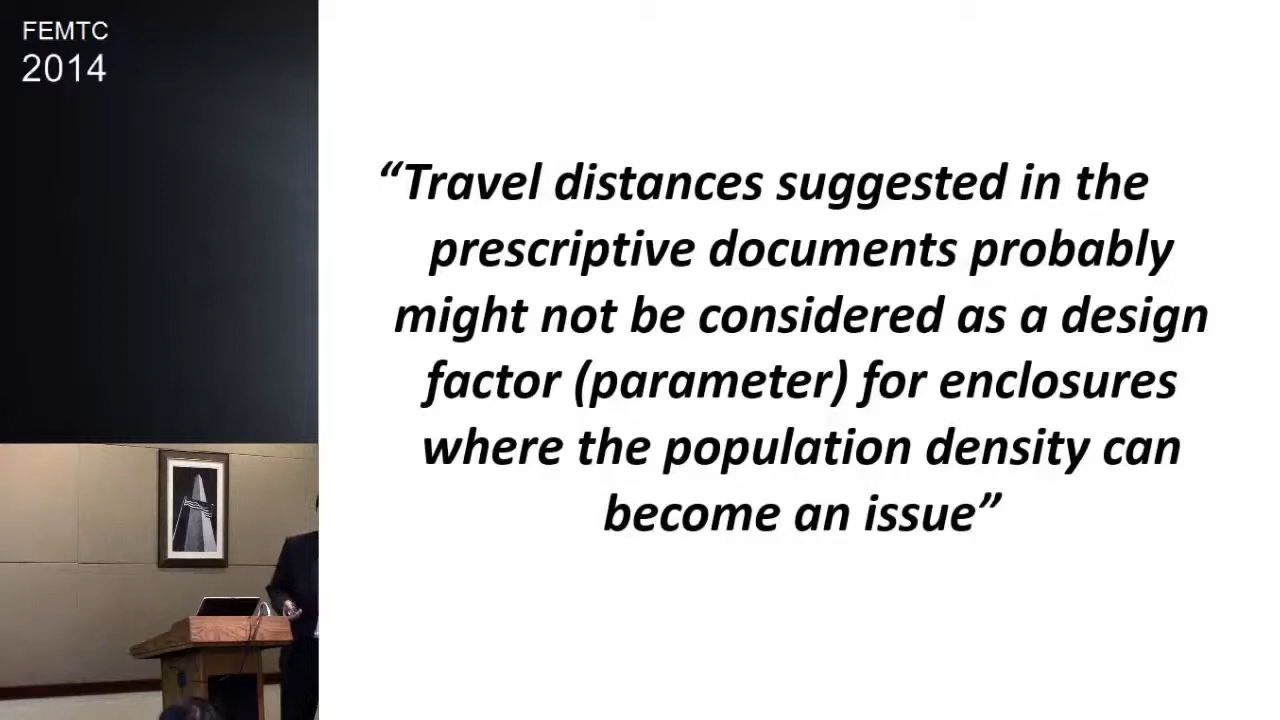 FEMTC
2014
“Travel distances suggested in the
prescriptive documents probably
might not be considered as a design
factor (parameter) for enclosures
where the population density can
become an issue”